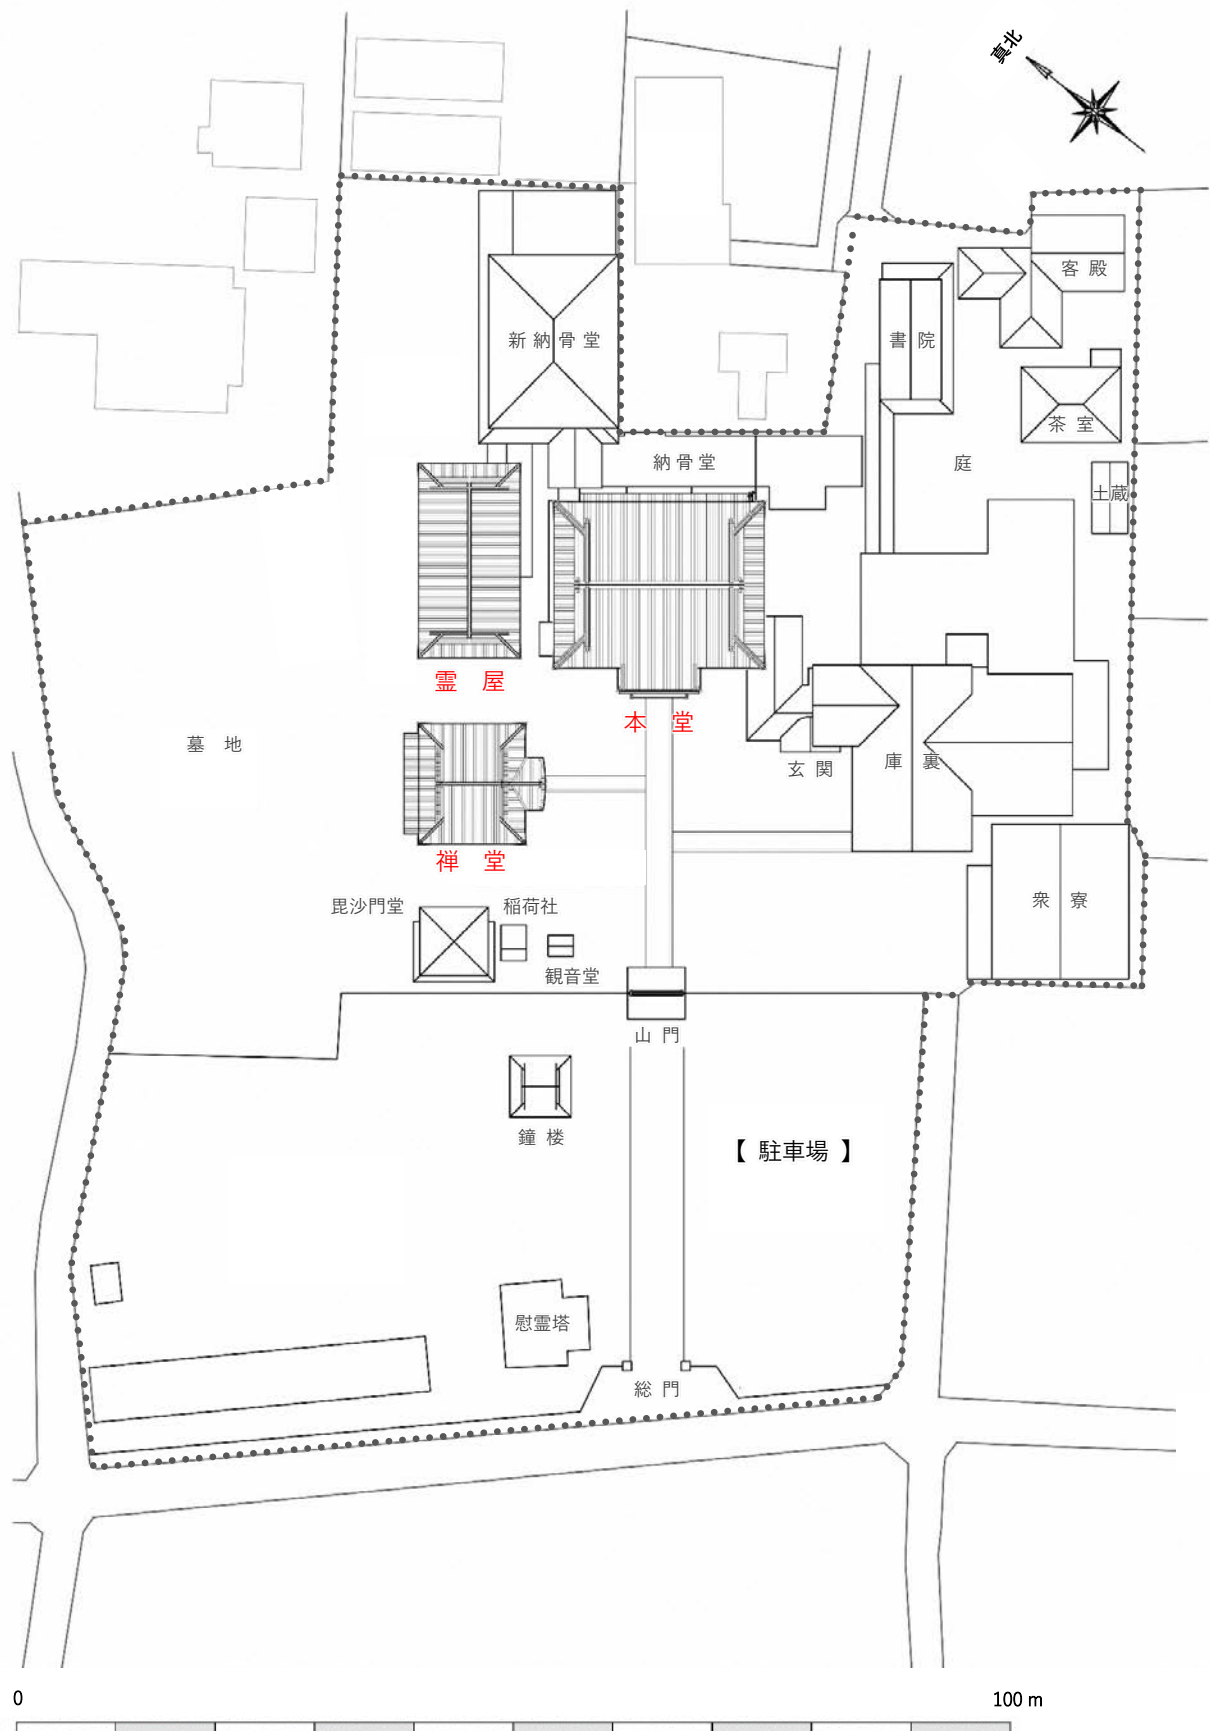 真北
客殿
新納骨堂
書院
茶室
納骨堂
庭
土蔵
霊屋
本堂
墓地
玄関
庫裏
禅堂
毘沙門堂
稲荷社
衆寮
観音堂
山門
鐘楼
【駐車場】
慰霊塔
総門
0
100 m